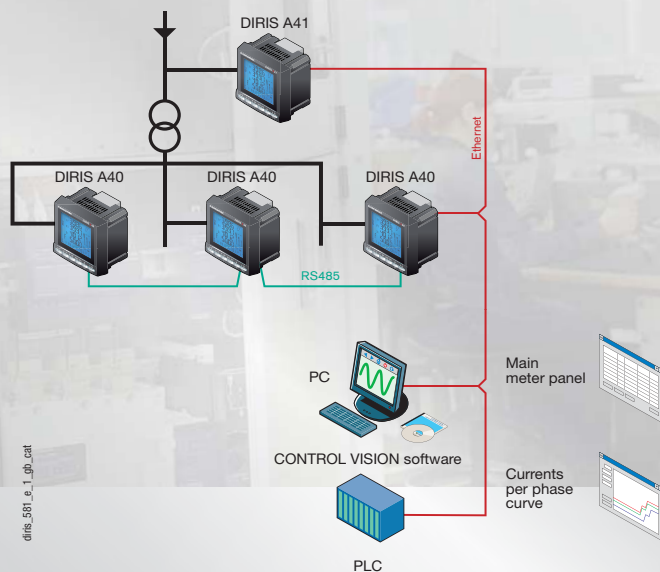 DIRIS A41
Ethernet
DIRIS A40
DIRIS A40
DIRIS A40
RS485
PC
Main
meter panel
CONTROL VISION software
Currents
per phase
curve
PLC
diris_581_e_1_gb_cat